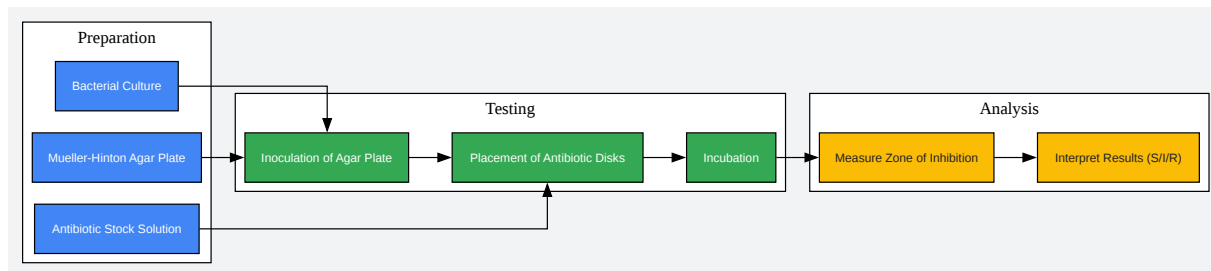 Preparation
Bacterial Culture
Mueller-Hinton Agar Plate
Antibiotic Stock Solution
Testing
Inoculation of Agar Plate
Placement of Antibiotic Disks
Incubation
Analysis
Measure Zone of Inhibition
Interpret Results (S/I/R)